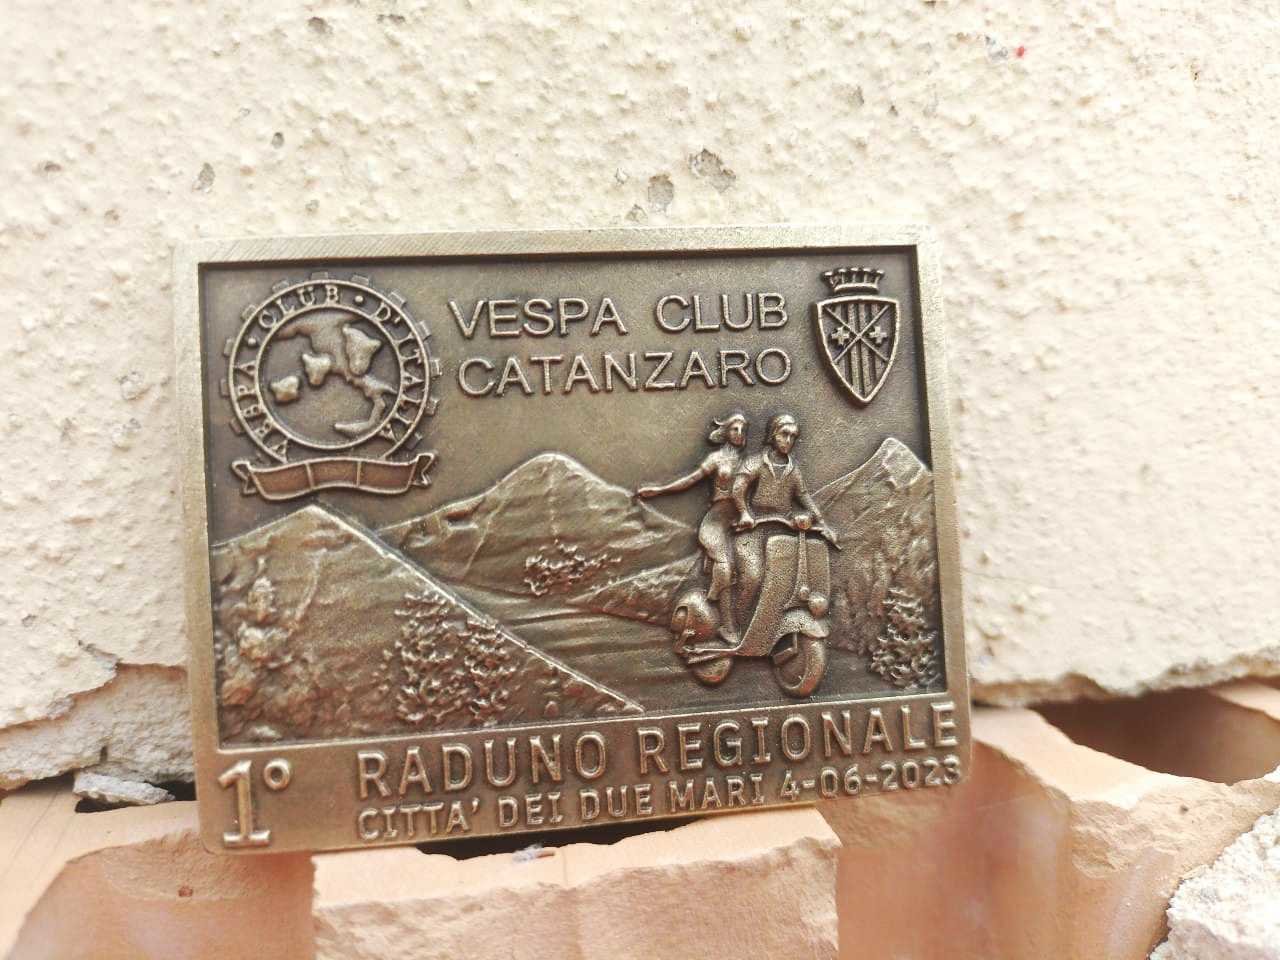 VESPA · CLUB · D'ITALIA
VESPA CLUB
CATANZARO
1° RADUNO REGIONALE
CITTA' DEI DUE MARI 4-06-2023